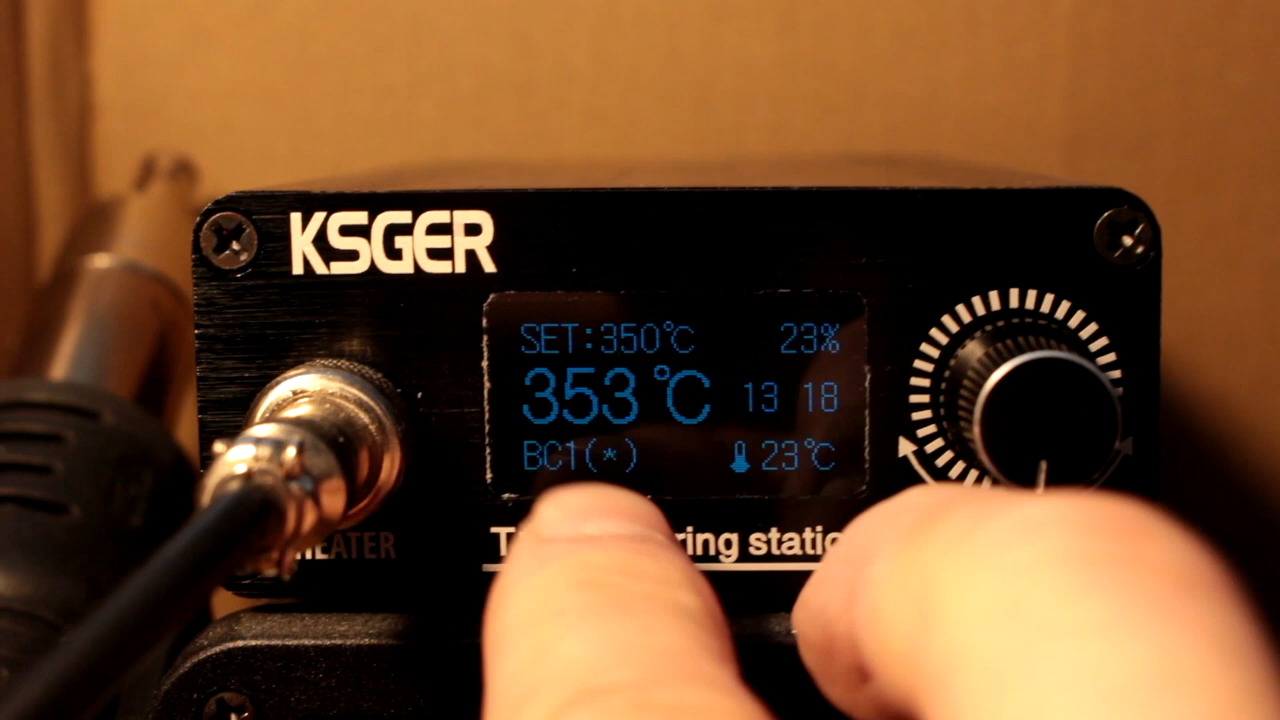 KSGER
SET:350℃ 23%
353℃ 13 18
BC1(*) 23℃
HEATER